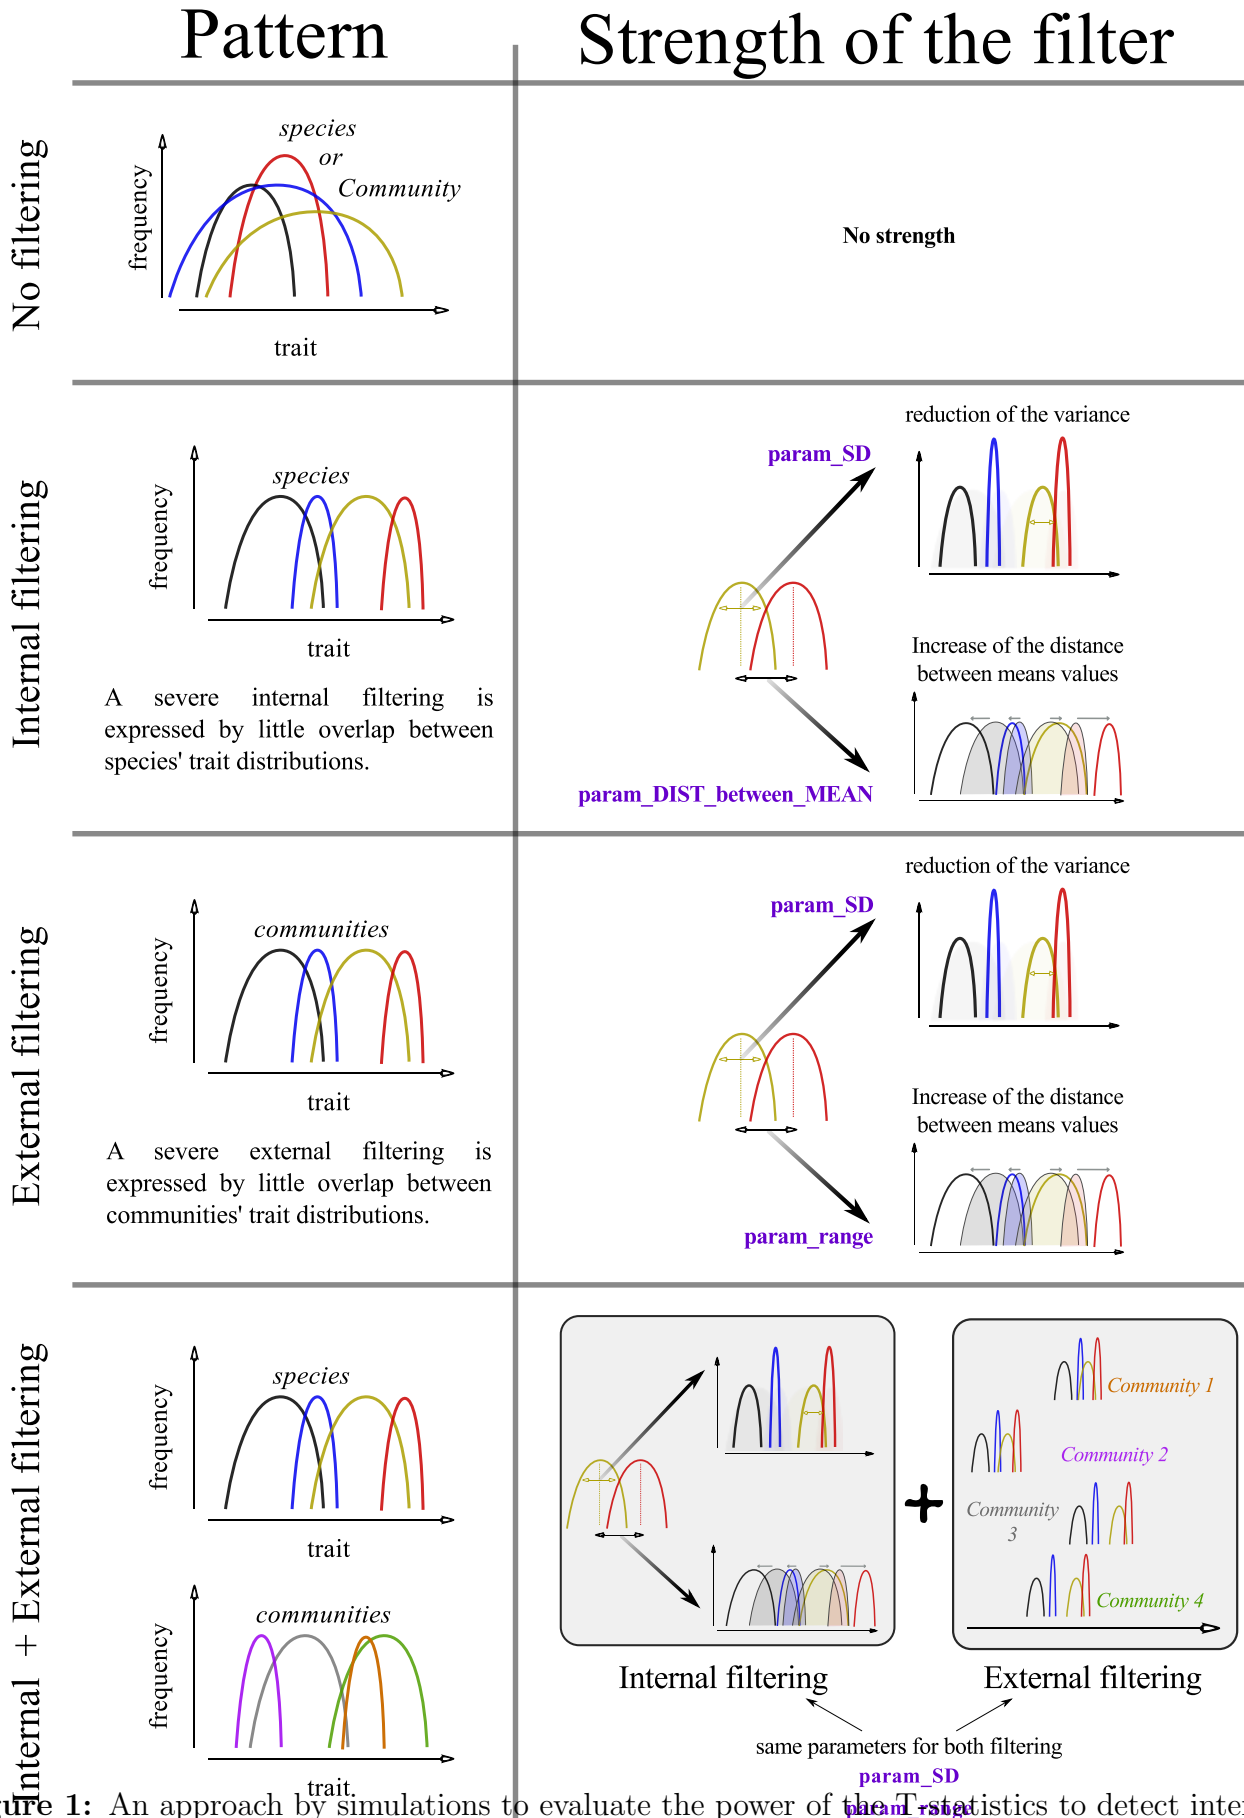 Pattern
Strength of the filter
No filtering
species
or
Community
frequency
trait
No strength
Internal filtering
species
frequency
trait
A severe internal filtering is
expressed by little overlap between
species' trait distributions.
param_SD
reduction of the variance
Increase of the distance
between means values
param_DIST_between_MEAN
External filtering
communities
frequency
trait
A severe external filtering is
expressed by little overlap between
communities' trait distributions.
param_SD
reduction of the variance
Increase of the distance
between means values
param_range
Internal + External filtering
species
frequency
trait
communities
frequency
trait
+
Community 1
Community 2
Community
3
Community 4
Internal filtering
External filtering
same parameters for both filtering
param_SD
param_range
gure 1: An approach by simulations to evaluate the power of the T-statistics to detect inter